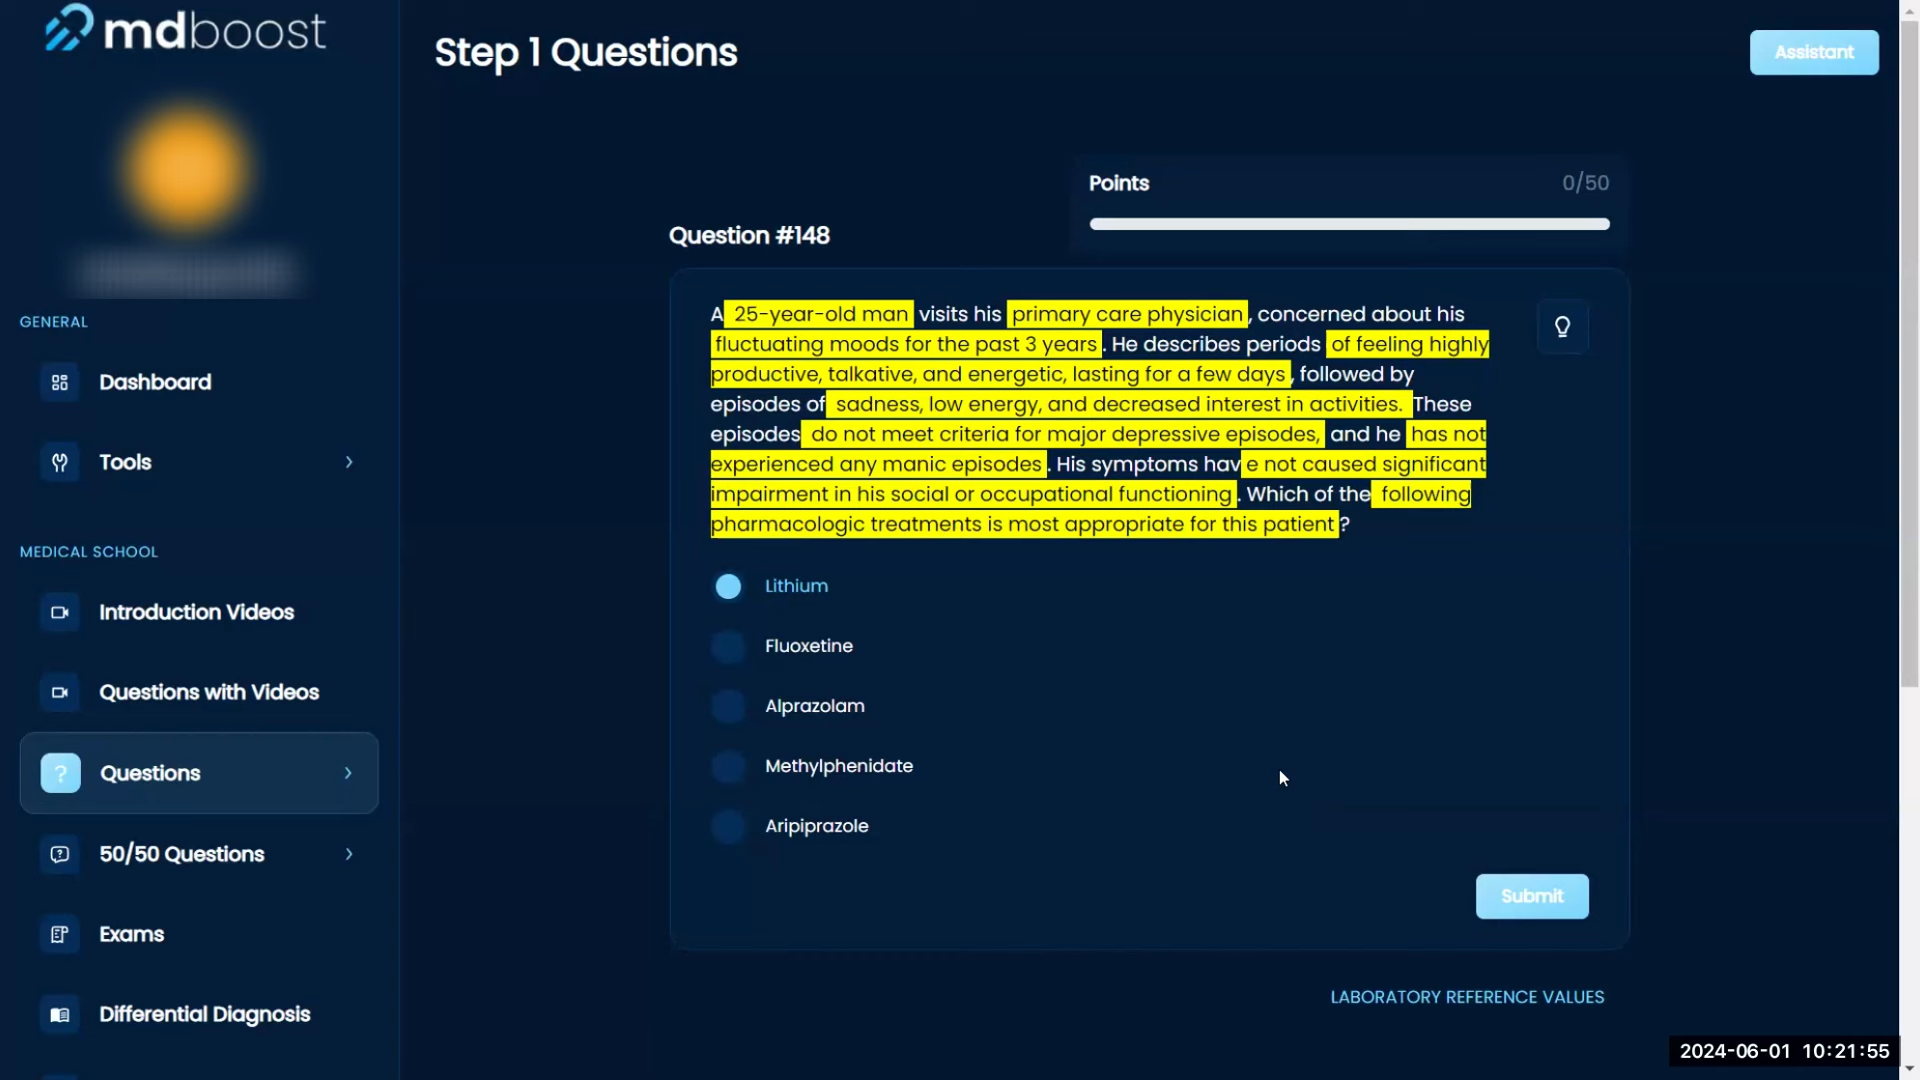 mdboost
Step 1 Questions
Assistant
GENERAL
Dashboard
Tools
MEDICAL SCHOOL
Introduction Videos
Questions with Videos
? Questions
50/50 Questions
Exams
Differential Diagnosis
Points 0/50
Question #148
A 25-year-old man visits his primary care physician, concerned about his
fluctuating moods for the past 3 years. He describes periods of feeling highly
productive, talkative, and energetic, lasting for a few days, followed by
episodes of sadness, low energy, and decreased interest in activities. These
episodes do not meet criteria for major depressive episodes, and he has not
experienced any manic episodes. His symptoms have not caused significant
impairment in his social or occupational functioning. Which of the following
pharmacologic treatments is most appropriate for this patient?
Lithium
Fluoxetine
Alprazolam
Methylphenidate
Aripiprazole
Submit
LABORATORY REFERENCE VALUES
2024-06-01 10:21:55